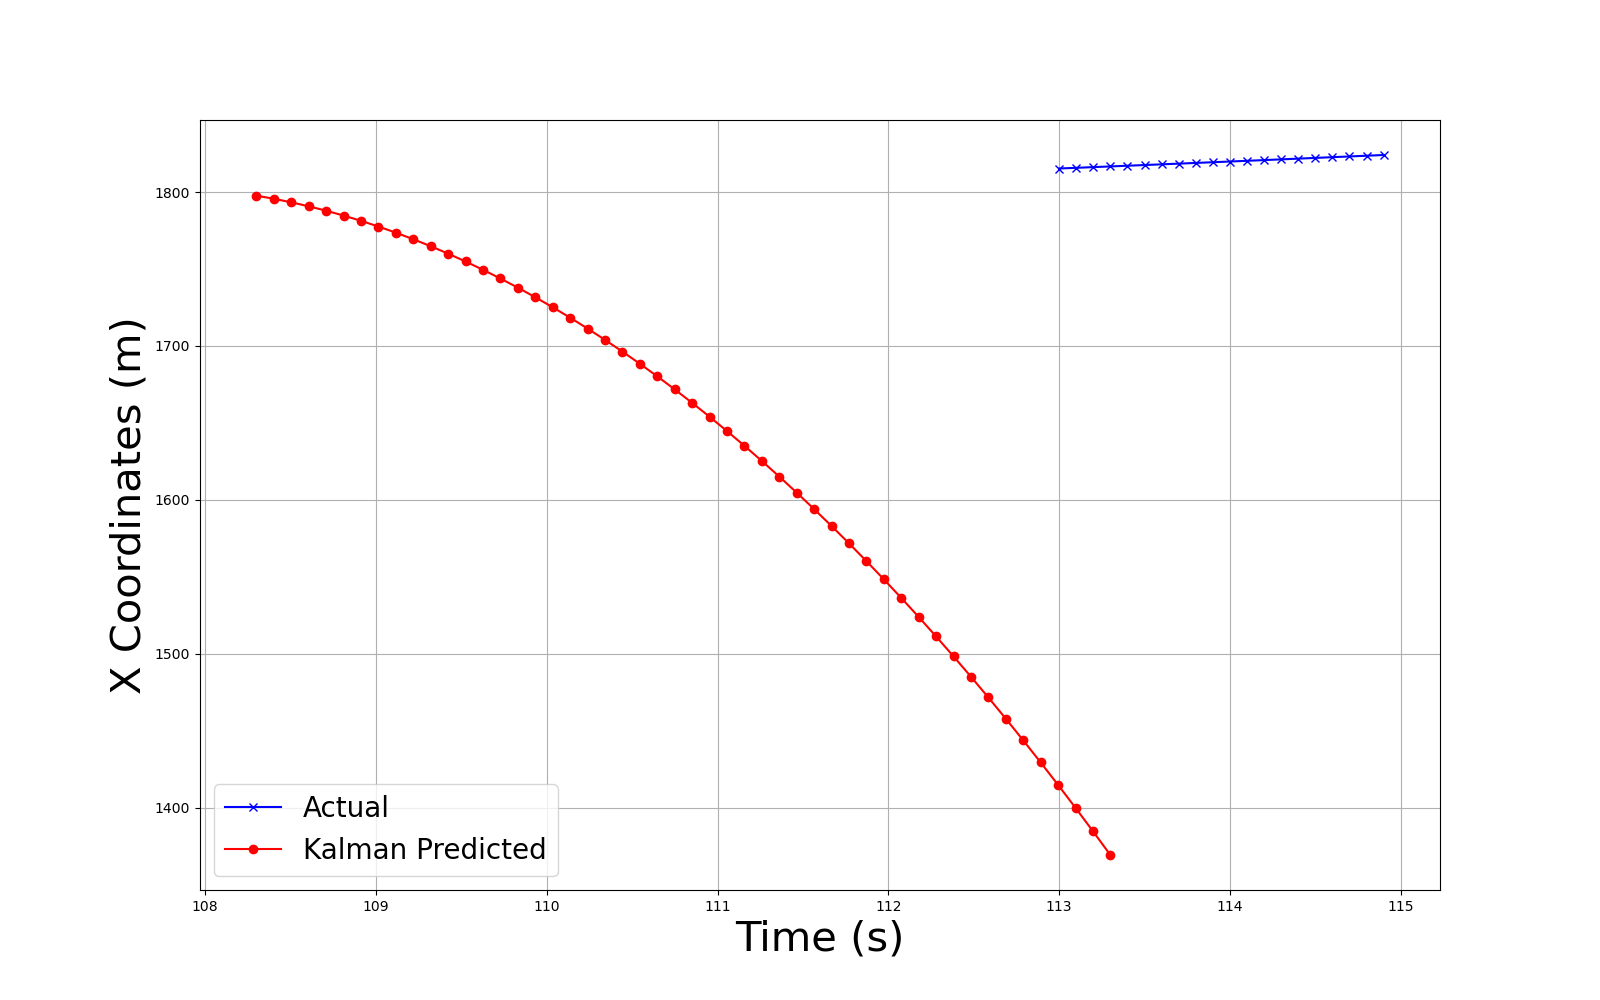 1800
1700
1600
1500
1400
X Coordinates (m)
Actual
Kalman Predicted
108 109 110 111 112 113 114 115
Time (s)